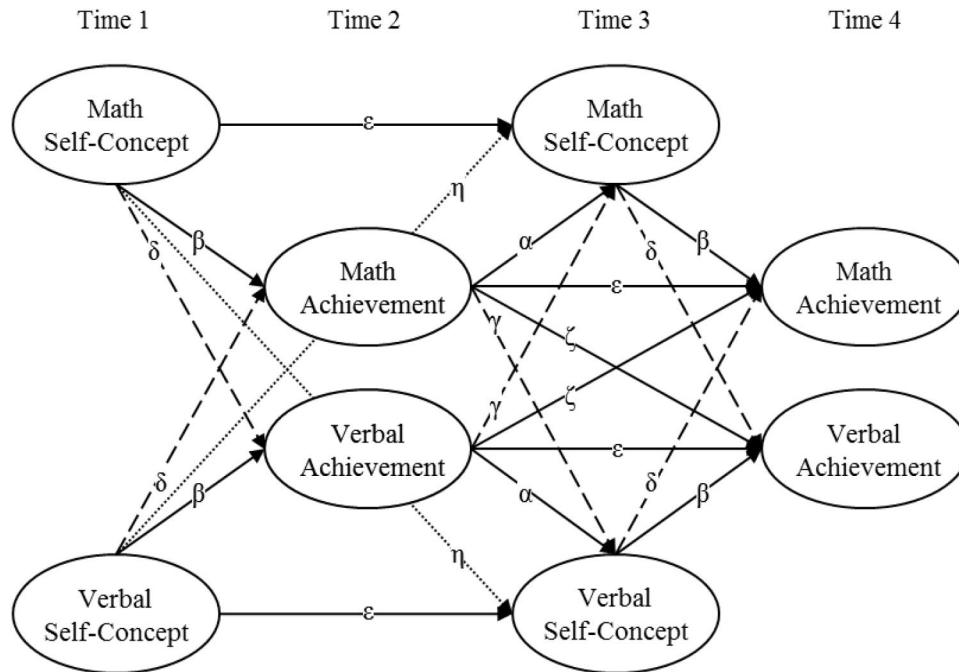 Time 1 Time 2 Time 3 Time 4
Math
Self-Concept
ε
Math
Self-Concept
η
δ
β
α
δ
β
Math
Achievement
ε
Math
Achievement
γ
ζ
γ
ζ
Verbal
Achievement
ε
Verbal
Achievement
δ
β
α
δ
β
η
Verbal
Self-Concept
ε
Verbal
Self-Concept